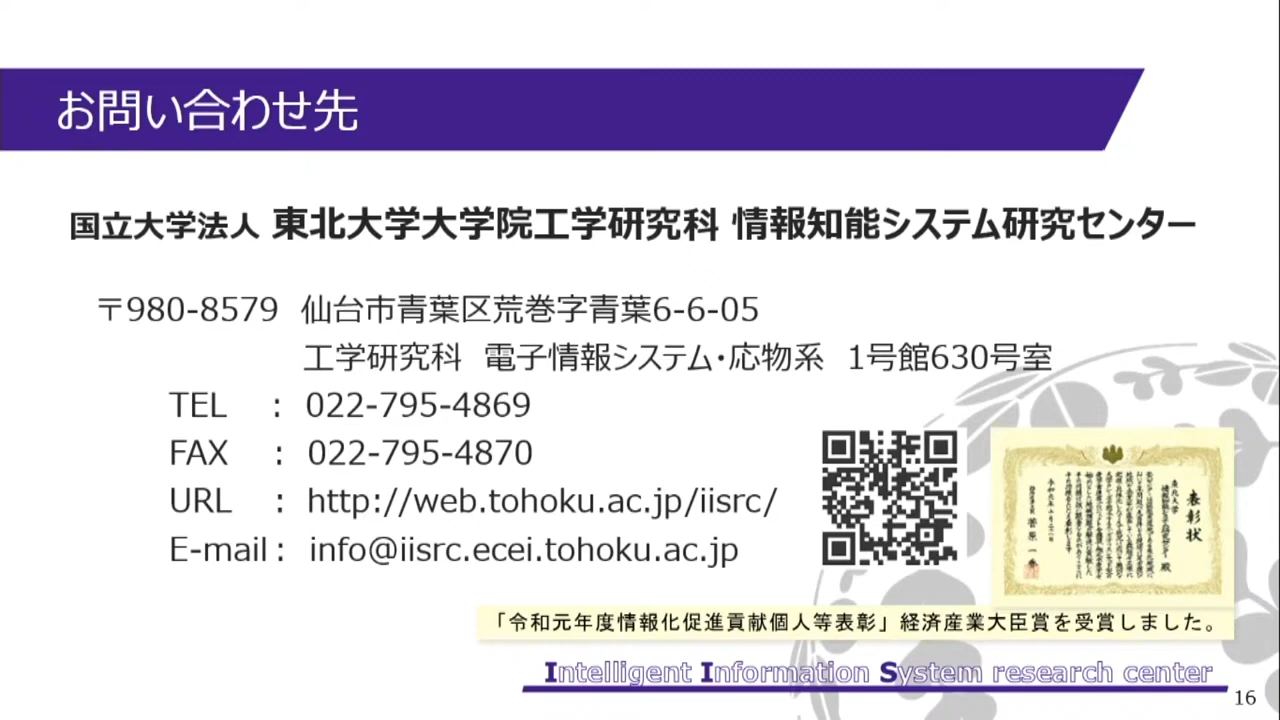 お問い合わせ先
国立大学法人 東北大学大学院工学研究科 情報知能システム研究センター
〒980-8579 仙台市青葉区荒巻字青葉6-6-05
工学研究科 電子情報システム・応物系 1号館630号室
TEL : 022-795-4869
FAX : 022-795-4870
URL : http://web.tohoku.ac.jp/iisrc/
E-mail : info@iisrc.ecei.tohoku.ac.jp
表彰状
東北大学
殿
「令和元年度情報化促進貢献個人等表彰」経済産業大臣賞を受賞しました。
Intelligent Information System research center
16